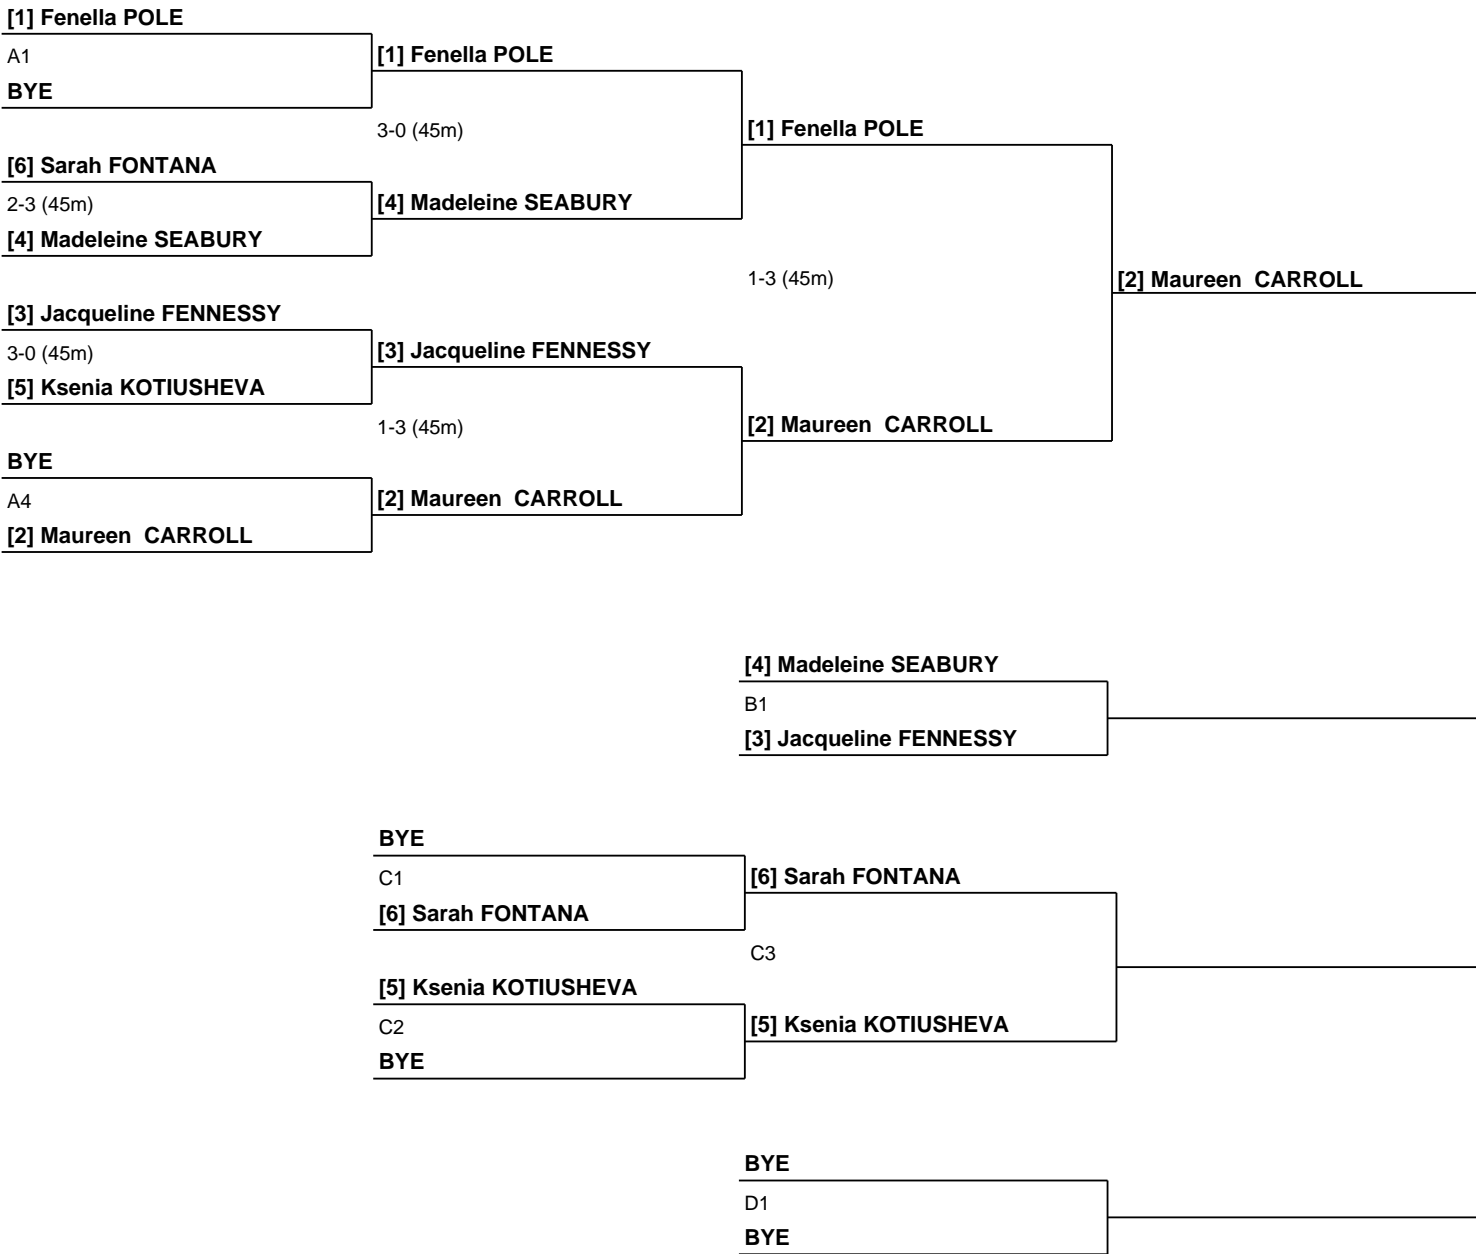 [1] Fenella POLE
A1
BYE
[1] Fenella POLE
3-0 (45m)
[6] Sarah FONTANA
2-3 (45m)
[4] Madeleine SEABURY
[4] Madeleine SEABURY
[1] Fenella POLE
1-3 (45m)
[3] Jacqueline FENNESSY
3-0 (45m)
[5] Ksenia KOTIUSHEVA
[3] Jacqueline FENNESSY
1-3 (45m)
BYE
A4
[2] Maureen  CARROLL
[2] Maureen  CARROLL
[2] Maureen  CARROLL
[2] Maureen  CARROLL
[4] Madeleine SEABURY
B1
[3] Jacqueline FENNESSY
BYE
C1
[6] Sarah FONTANA
[6] Sarah FONTANA
C3
[5] Ksenia KOTIUSHEVA
C2
BYE
[5] Ksenia KOTIUSHEVA
BYE
D1
BYE